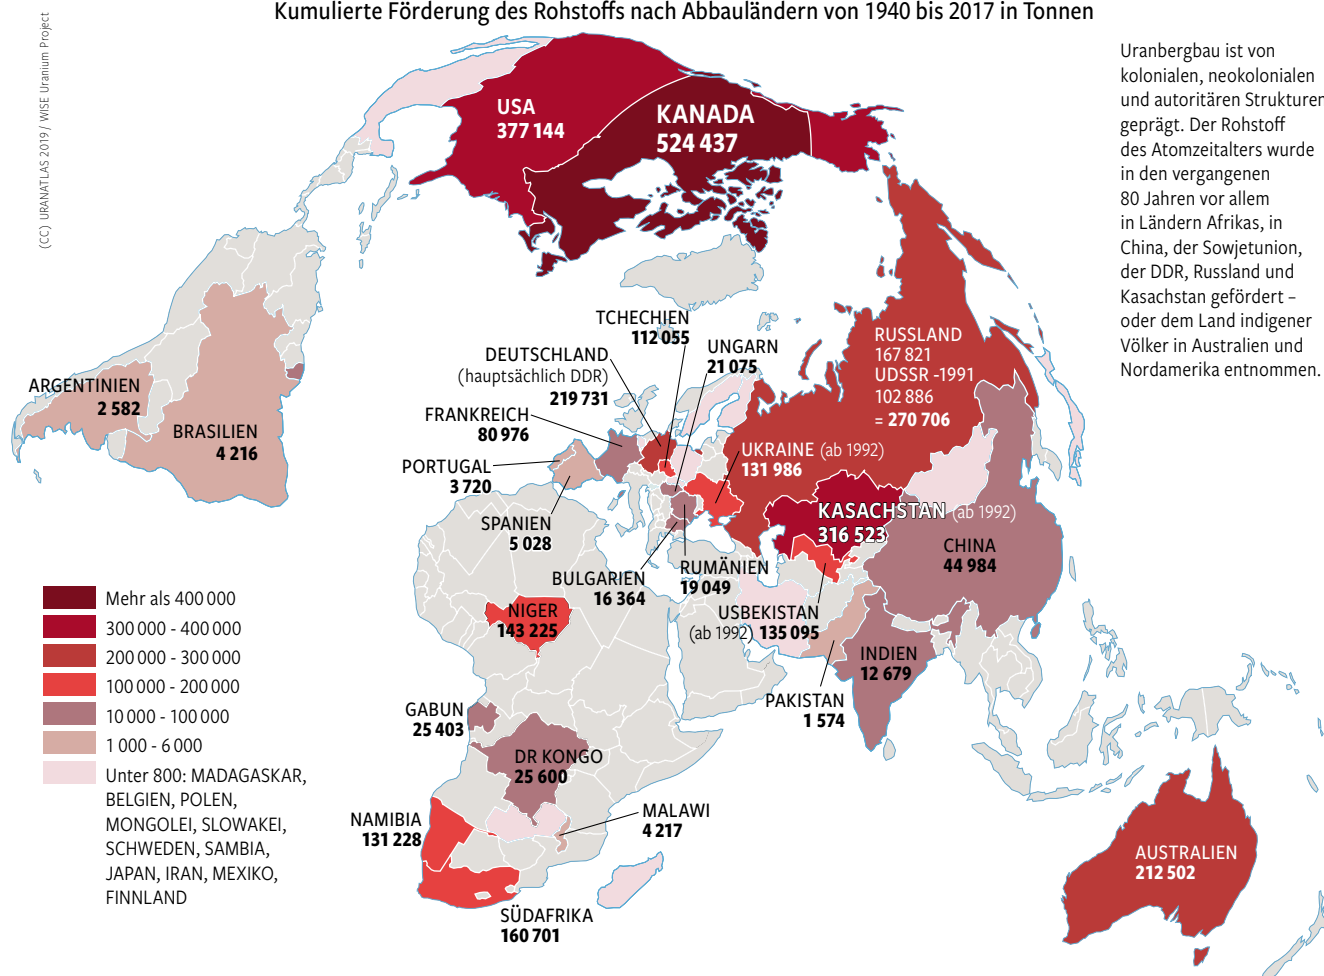 Kumulierte Förderung des Rohstoffs nach Abbauländern von 1940 bis 2017 in Tonnen
(CC) URANATLAS 2019 / WISE Uranium Project
Uranbergbau ist von
kolonialen, neokolonialen
und autoritären Strukturen
geprägt. Der Rohstoff
des Atomzeitalters wurde
in den vergangenen
80 Jahren vor allem
in Ländern Afrikas, in
China, der Sowjetunion,
der DDR, Russland und
Kasachstan gefördert –
oder dem Land indigener
Völker in Australien und
Nordamerika entnommen.
USA
377 144
KANADA
524 437
TSCHECHIEN
112 055
UNGARN
21 075
DEUTSCHLAND
(hauptsächlich DDR)
219 731
FRANKREICH
80 976
PORTUGAL
3 720
SPANIEN
5 028
BULGARIEN
16 364
RUMÄNIEN
19 049
RUSSLAND
167 821
UDSSR -1991
102 886
= 270 706
UKRAINE (ab 1992)
131 986
KASACHSTAN (ab 1992)
316 523
CHINA
44 984
USBEKISTAN
(ab 1992) 135 095
INDIEN
12 679
PAKISTAN
1 574
ARGENTINIEN
2 582
BRASILIEN
4 216
NIGER
143 225
GABUN
25 403
DR KONGO
25 600
MALAWI
4 217
NAMIBIA
131 228
SÜDAFRIKA
160 701
AUSTRALIEN
212 502
Mehr als 400 000
300 000 - 400 000
200 000 - 300 000
100 000 - 200 000
10 000 - 100 000
1 000 - 6 000
Unter 800: MADAGASKAR,
BELGIEN, POLEN,
MONGOLEI, SLOWAKEI,
SCHWEDEN, SAMBIA,
JAPAN, IRAN, MEXIKO,
FINNLAND